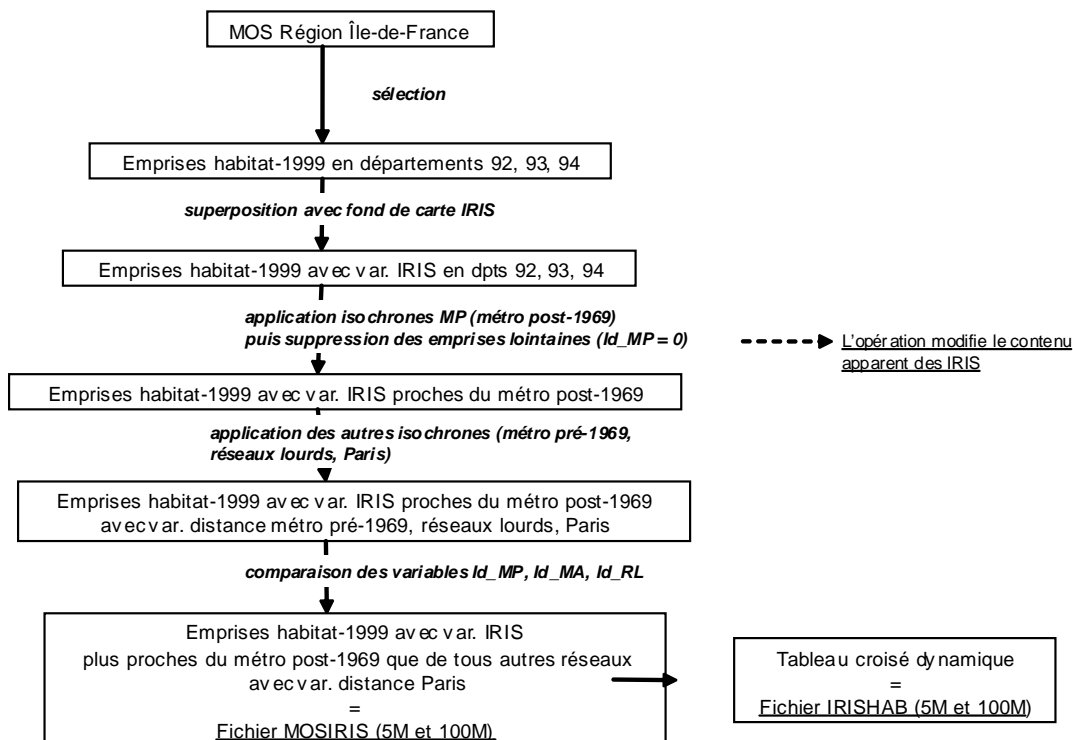 MOS Région Île-de-France
sélection
Emprises habitat-1999 en départements 92, 93, 94
superposition avec fond de carte IRIS
Emprises habitat-1999 avec var. IRIS en dpts 92, 93, 94
application isochrones MP (métro post-1969)
puis suppression des emprises lointaines (Id_MP = 0)
L'opération modifie le contenu
apparent des IRIS
Emprises habitat-1999 avec var. IRIS proches du métro post-1969
application des autres isochrones (métro pré-1969,
réseaux lourds, Paris)
Emprises habitat-1999 avec var. IRIS proches du métro post-1969
avec var. distance métro pré-1969, réseaux lourds, Paris
comparaison des variables Id_MP, Id_MA, Id_RL
Emprises habitat-1999 avec var. IRIS
plus proches du métro post-1969 que de tous autres réseaux
avec var. distance Paris
=
Fichier MOSIRIS (5M et 100M)
Tableau croisé dynamique
=
Fichier IRISHAB (5M et 100M)